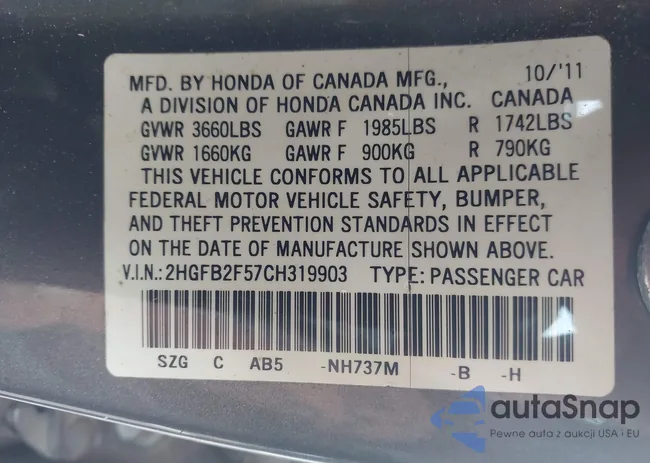 MFD. BY HONDA OF CANADA MFG., 10/'11
A DIVISION OF HONDA CANADA INC. CANADA
GVWR 3660LBS GAWR F 1985LBS R 1742LBS
GVWR 1660KG GAWR F 900KG R 790KG
THIS VEHICLE CONFORMS TO ALL APPLICABLE
FEDERAL MOTOR VEHICLE SAFETY, BUMPER,
AND THEFT PREVENTION STANDARDS IN EFFECT
ON THE DATE OF MANUFACTURE SHOWN ABOVE.
V.I.N.: 2HGFB2F57CH319903 TYPE: PASSENGER CAR
SZG C AB5 -NH737M -B -H
autaSnap
Pewne auta z aukcji USA i EU